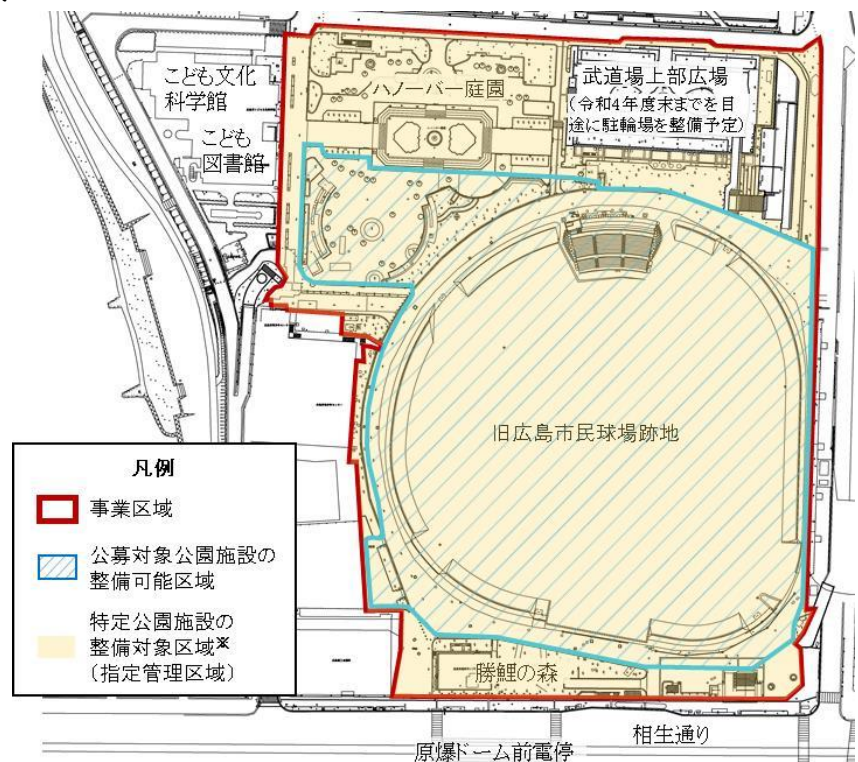 こども文化
科学館
こども
図書館
ハノーバー庭園
武道場上部広場
(令和4年度末までを目
途に駐輪場を整備予定)
旧広島市民球場跡地
凡例
事業区域
公募対象公園施設の
整備可能区域
特定公園施設の
整備対象区域※
(指定管理区域)
勝鯉の森
相生通り
原爆ドーム前電停